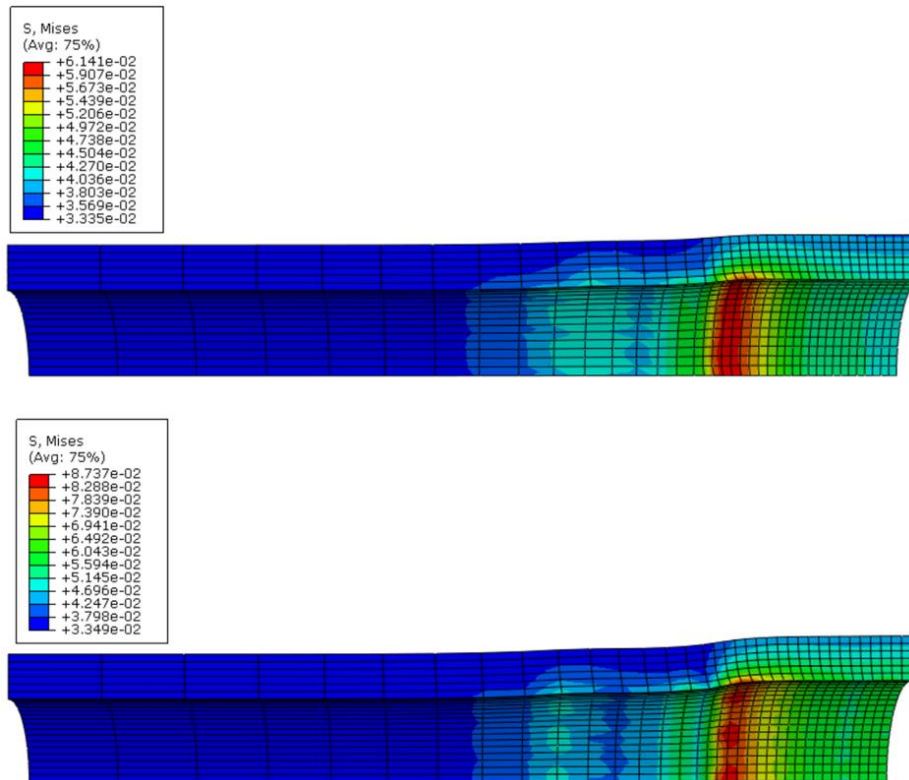 S, Mises
(Avg: 75%)
+6.141e-02
+5.907e-02
+5.673e-02
+5.439e-02
+5.206e-02
+4.972e-02
+4.738e-02
+4.504e-02
+4.270e-02
+4.036e-02
+3.803e-02
+3.569e-02
+3.335e-02
S, Mises
(Avg: 75%)
+8.737e-02
+8.288e-02
+7.839e-02
+7.390e-02
+6.941e-02
+6.492e-02
+6.043e-02
+5.594e-02
+5.145e-02
+4.696e-02
+4.247e-02
+3.798e-02
+3.349e-02